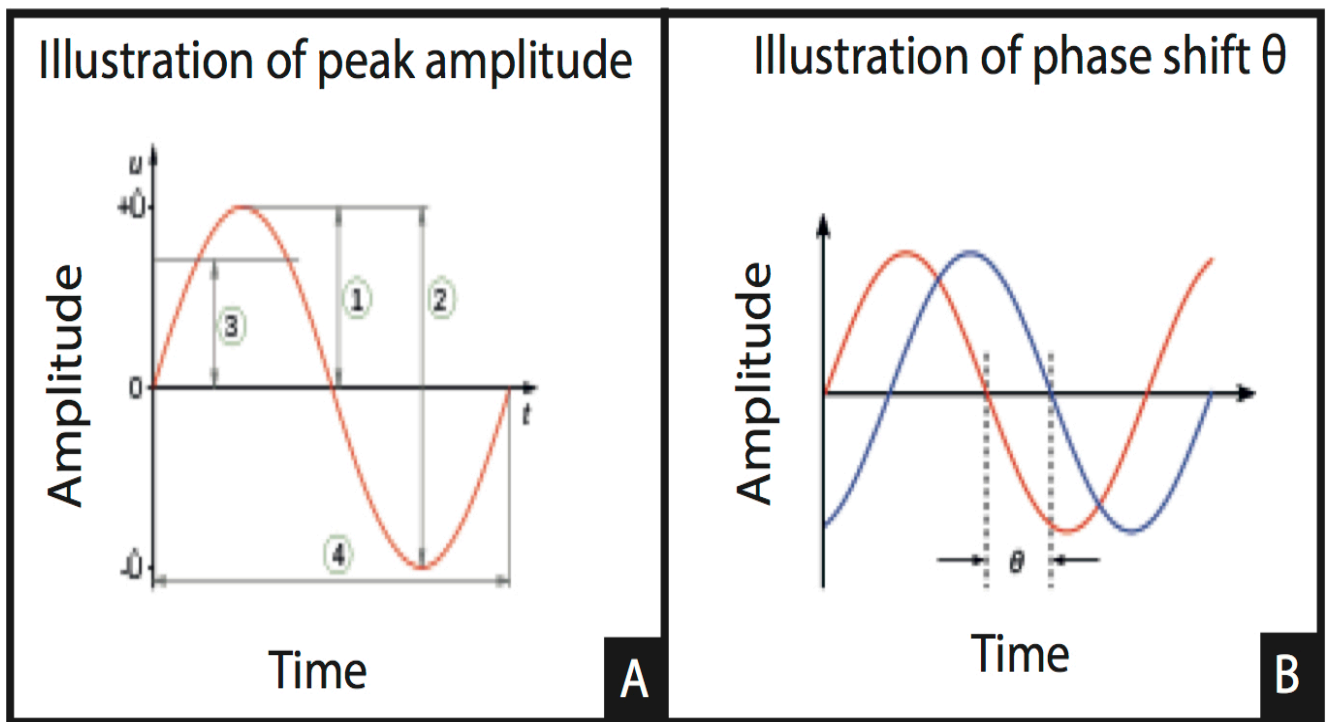 Illustration of peak amplitude
u
+Û
Amplitude
3
1
2
0
t
4
-Û
Time
A
Illustration of phase shift θ
Amplitude
θ
Time
B